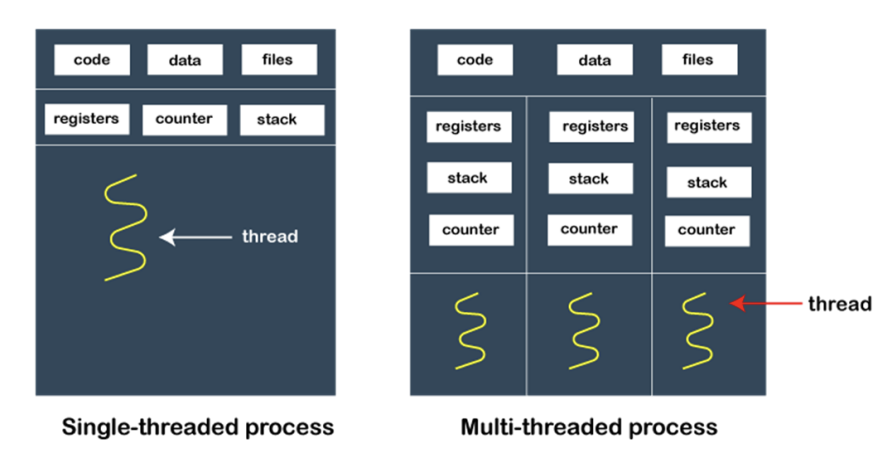 code data files
registers counter stack
thread
Single-threaded process
code data files
registers registers registers
stack stack stack
counter counter counter
thread
Multi-threaded process